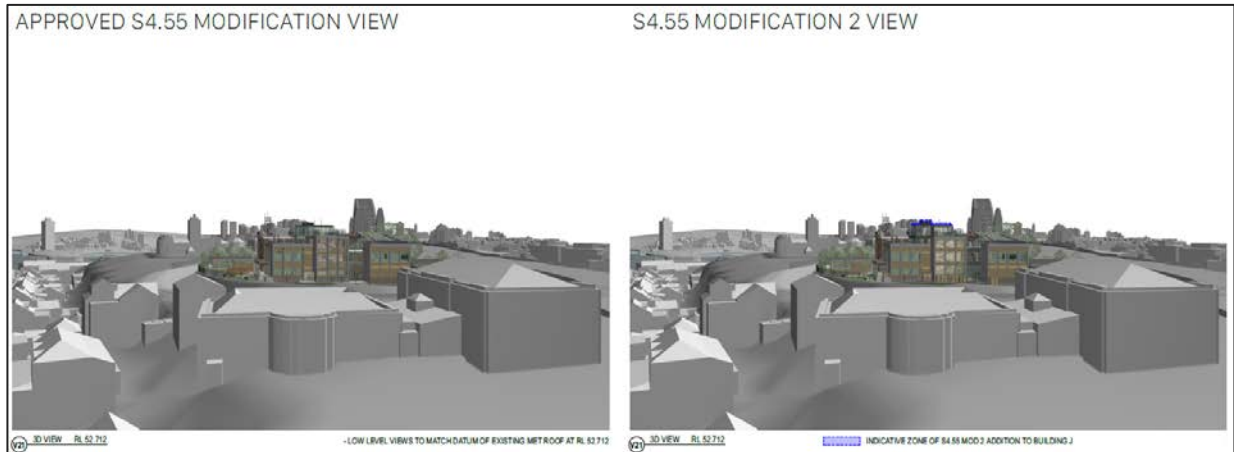 APPROVED S4.55 MODIFICATION VIEW
S4.55 MODIFICATION 2 VIEW
V21 3D VIEW RL 52.712
- LOW LEVEL VIEWS TO MATCH DATUM OF EXISTING MET ROOF AT RL 52.712
V21 3D VIEW RL 52.712
INDICATIVE ZONE OF S4.55 MOD 2 ADDITION TO BUILDING J